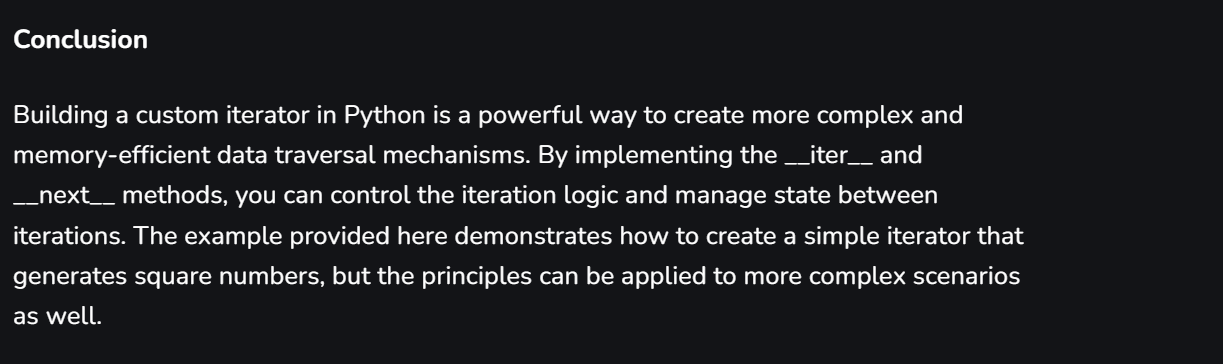 Conclusion
Building a custom iterator in Python is a powerful way to create more complex and
memory-efficient data traversal mechanisms. By implementing the __iter__ and
__next__ methods, you can control the iteration logic and manage state between
iterations. The example provided here demonstrates how to create a simple iterator that
generates square numbers, but the principles can be applied to more complex scenarios
as well.